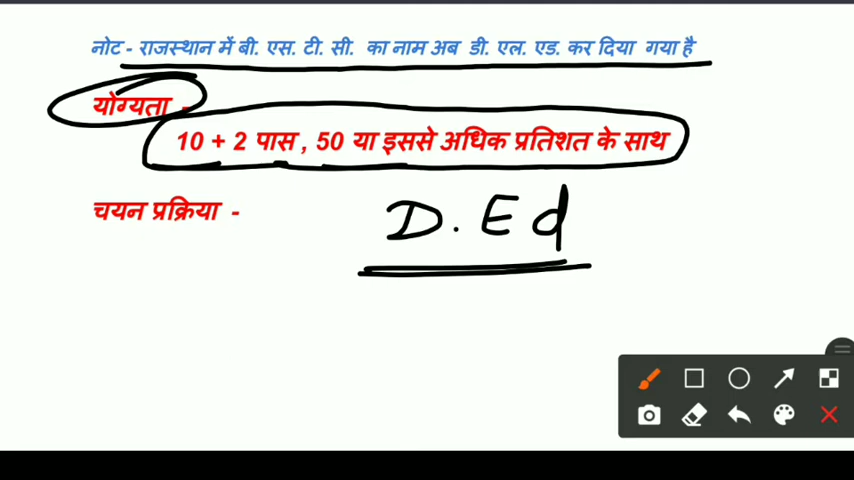 नोट - राजस्थान में बी. एस. टी. सी. का नाम अब डी. एल. एड. कर दिया गया है
योग्यता -
10 + 2 पास , 50 या इससे अधिक प्रतिशत के साथ
चयन प्रक्रिया -
D. Ed